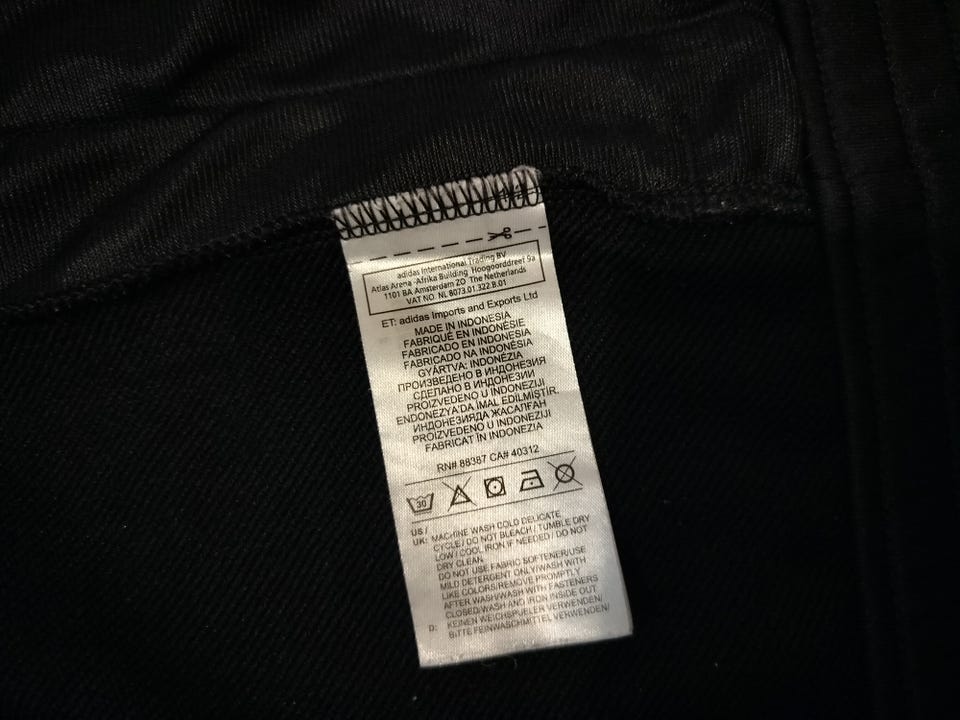 adidas International Trading BV
Atlas Arena -Afrika Building Hoogoorddreef 9a
1101 BA Amsterdam ZO The Netherlands
VAT NO. NL 8073.01.322.B.01
ET: adidas Imports and Exports Ltd
MADE IN INDONESIA
FABRIQUÉ EN INDONÉSIE
FABRICADO EN INDONESIA
FABRICADO NA INDONÉSIA
GYÁRTVA: INDONÉZIA
ПРОИЗВЕДЕНО В ИНДОНЕЗИЯ
СДЕЛАНО В ИНДОНЕЗИИ
PROIZVEDENO U INDONEZIJI
ENDONEZYA'DA İMAL EDİLMİŞTİR.
ИНДОНЕЗИЯДА ЖАСАЛҒАН
PROIZVEDENO U INDONEZIJI
FABRICAT ÎN INDONEZIA
RN# 88387 CA# 40312
30
US / UK: MACHINE WASH COLD DELICATE
CYCLE / DO NOT BLEACH / TUMBLE DRY
LOW / COOL IRON IF NEEDED / DO NOT
DRY CLEAN
DO NOT USE FABRIC SOFTENER/USE
MILD DETERGENT ONLY/WASH WITH
LIKE COLORS/REMOVE PROMPTLY
AFTER WASH/WASH WITH FASTENERS
CLOSED/WASH AND IRON INSIDE OUT
D: KEINEN WEICHSPUELER VERWENDEN/
BITTE FEINWASCHMITTEL VERWENDEN/